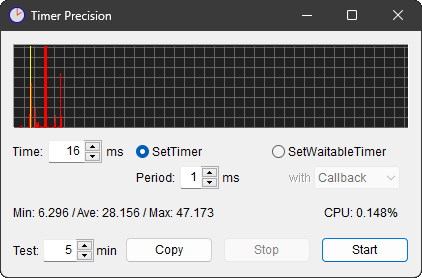 Timer Precision
Time: 16 ms SetTimer SetWaitableTimer
Period: 1 ms with Callback
Min: 6.296 / Ave: 28.156 / Max: 47.173 CPU: 0.148%
Test: 5 min Copy Stop Start